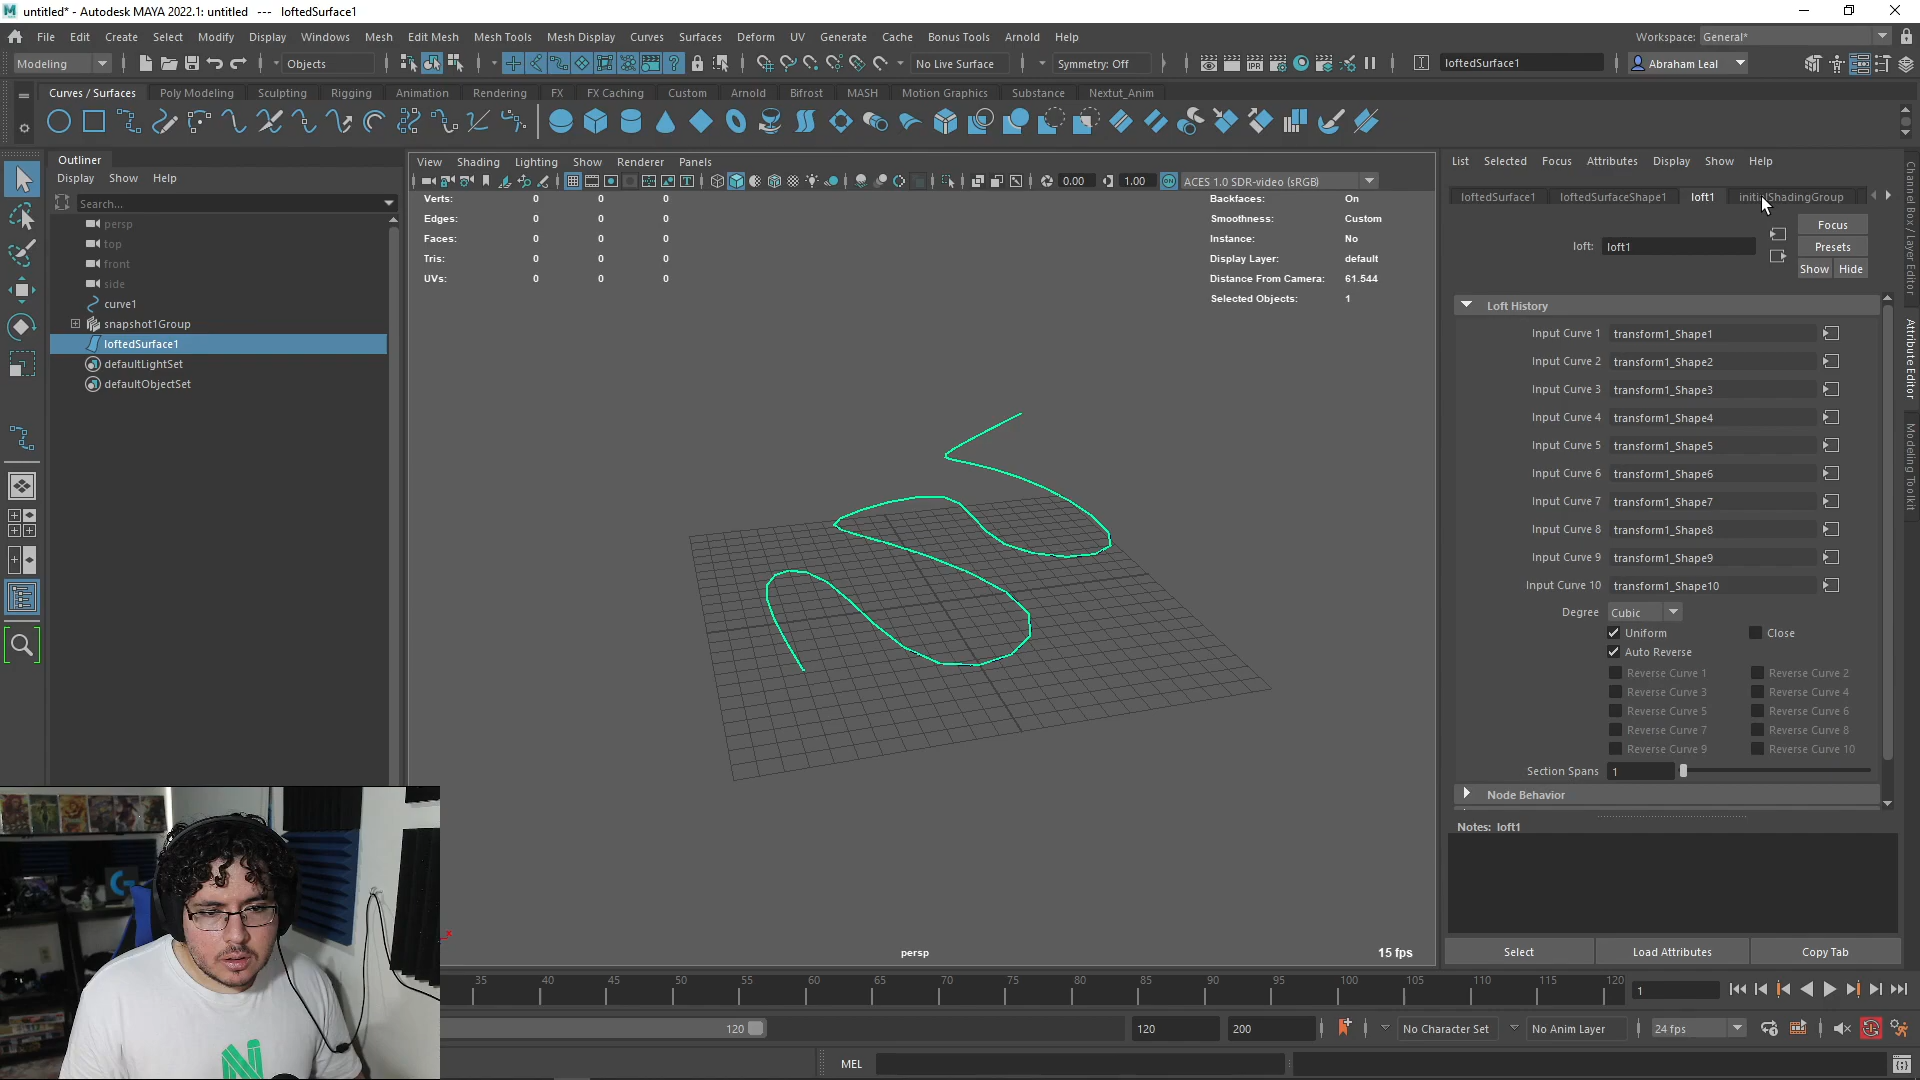 untitled* - Autodesk MAYA 2022.1: untitled --- loftedSurface1
File Edit Create Select Modify Display Windows Mesh Edit Mesh Mesh Tools Mesh Display Curves Surfaces Deform UV Generate Cache Bonus Tools Arnold Help
Workspace: General*
Modeling Objects No Live Surface Symmetry: Off loftedSurface1 Abraham Leal
Curves / Surfaces Poly Modeling Sculpting Rigging Animation Rendering FX FX Caching Custom Arnold Bifrost MASH Motion Graphics Substance Nextut_Anim
Outliner
Display Show Help
Search...
persp
top
front
side
curve1
snapshot1Group
loftedSurface1
defaultLightSet
defaultObjectSet
View Shading Lighting Show Renderer Panels
0.00 1.00 ON ACES 1.0 SDR-video (sRGB)
Verts: 0 0 0
Edges: 0 0 0
Faces: 0 0 0
Tris: 0 0 0
UVs: 0 0 0
Backfaces: On
Smoothness: Custom
Instance: No
Display Layer: default
Distance From Camera: 61.544
Selected Objects: 1
persp
15 fps
x
List Selected Focus Attributes Display Show Help
loftedSurface1 loftedSurfaceShape1 loft1 initialShadingGroup
loft: loft1
Focus
Presets
Show Hide
Loft History
Input Curve 1 transform1_Shape1
Input Curve 2 transform1_Shape2
Input Curve 3 transform1_Shape3
Input Curve 4 transform1_Shape4
Input Curve 5 transform1_Shape5
Input Curve 6 transform1_Shape6
Input Curve 7 transform1_Shape7
Input Curve 8 transform1_Shape8
Input Curve 9 transform1_Shape9
Input Curve 10 transform1_Shape10
Degree Cubic
Uniform Close
Auto Reverse
Reverse Curve 1 Reverse Curve 2
Reverse Curve 3 Reverse Curve 4
Reverse Curve 5 Reverse Curve 6
Reverse Curve 7 Reverse Curve 8
Reverse Curve 9 Reverse Curve 10
Section Spans 1
Node Behavior
Notes: loft1
Select Load Attributes Copy Tab
Channel Box / Layer Editor
Attribute Editor
Modeling Toolkit
35 40 45 50 55 60 65 70 75 80 85 90 95 100 105 110 115 120
1
120 120 200 No Character Set No Anim Layer 24 fps
MEL